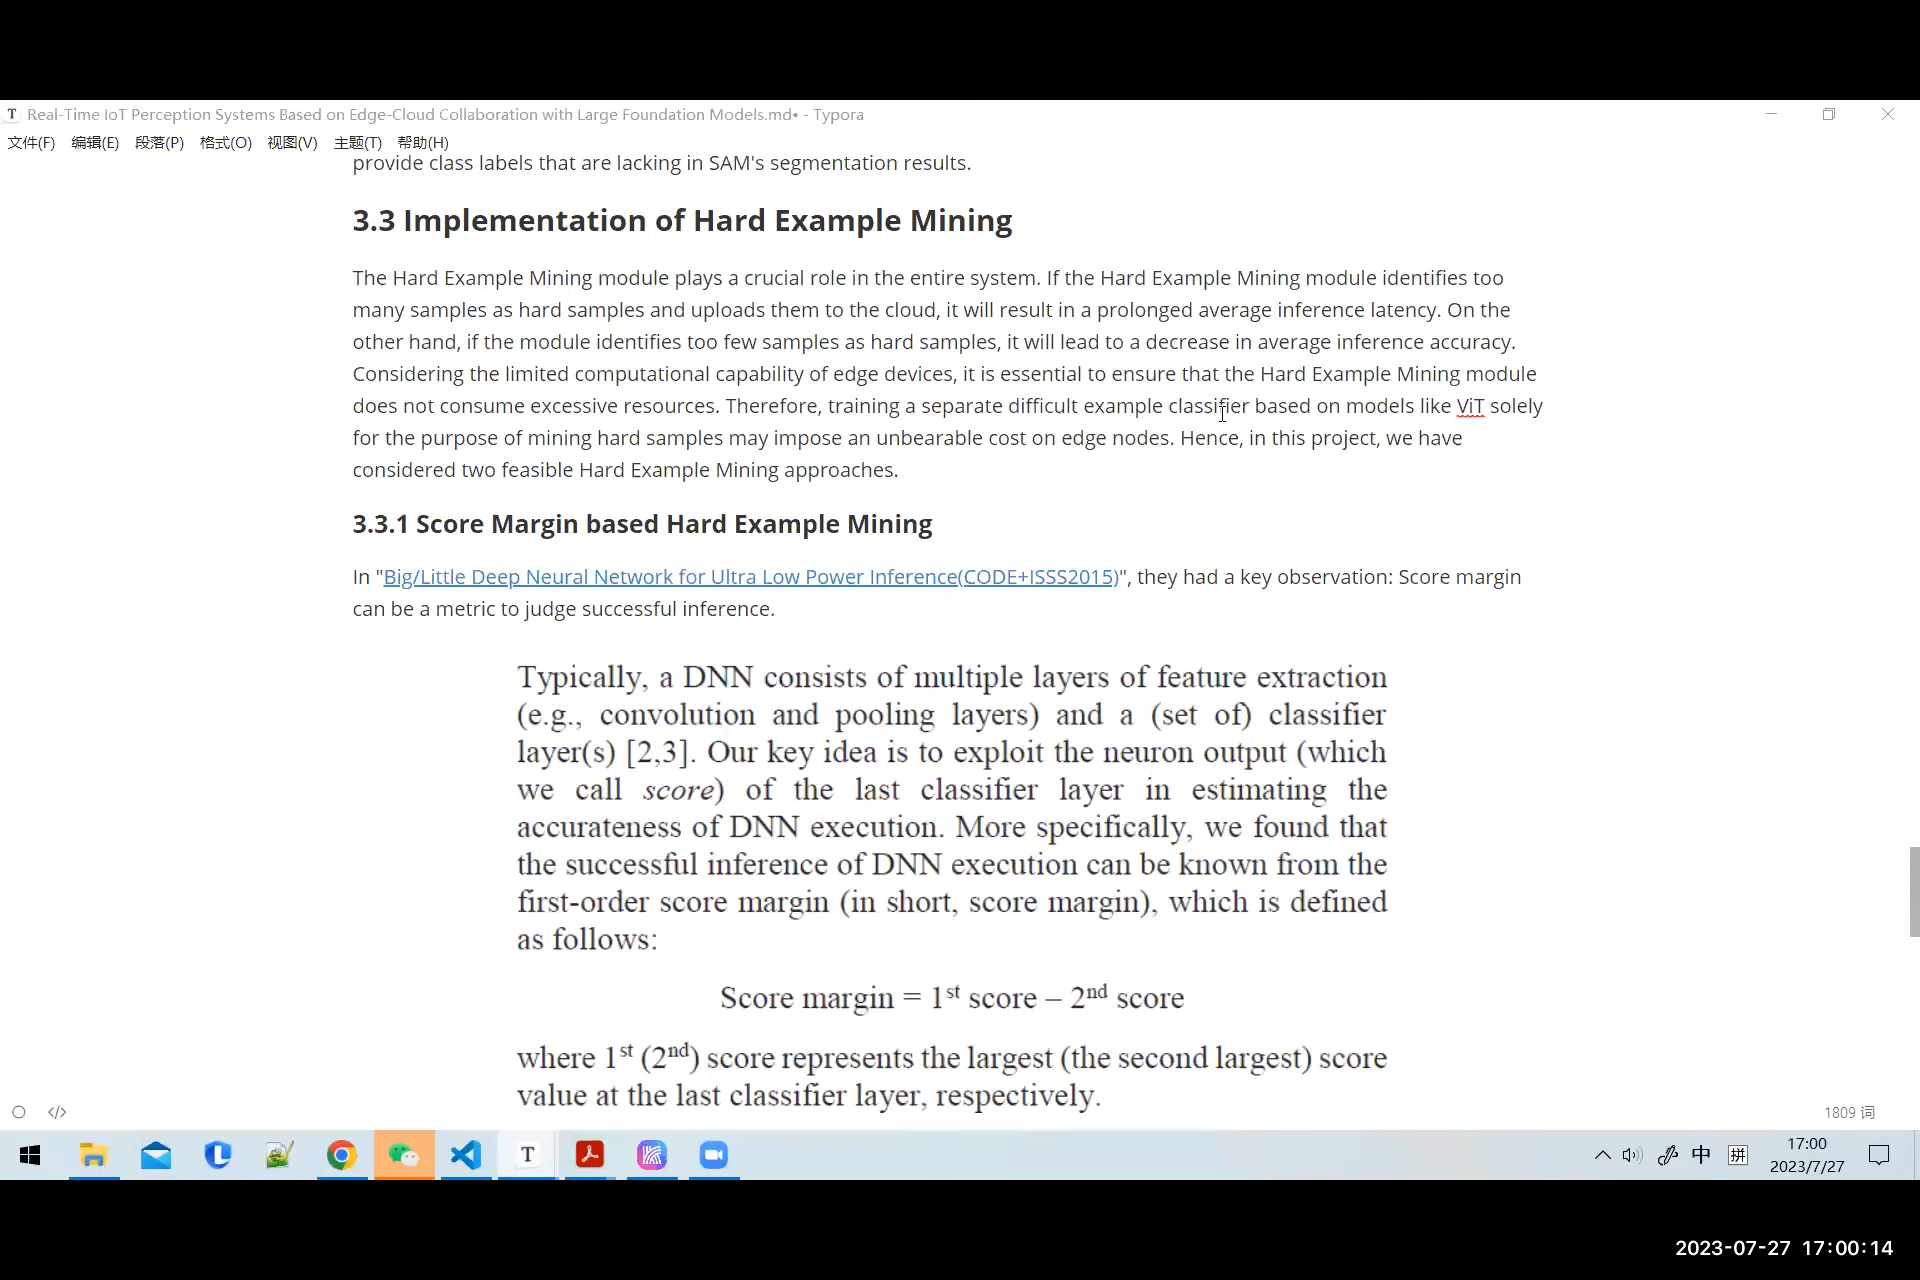 T Real-Time IoT Perception Systems Based on Edge-Cloud Collaboration with Large Foundation Models.md• - Typora
文件(F) 编辑(E) 段落(P) 格式(O) 视图(V) 主题(T) 帮助(H)
provide class labels that are lacking in SAM's segmentation results.
3.3 Implementation of Hard Example Mining
The Hard Example Mining module plays a crucial role in the entire system. If the Hard Example Mining module identifies too
many samples as hard samples and uploads them to the cloud, it will result in a prolonged average inference latency. On the
other hand, if the module identifies too few samples as hard samples, it will lead to a decrease in average inference accuracy.
Considering the limited computational capability of edge devices, it is essential to ensure that the Hard Example Mining module
does not consume excessive resources. Therefore, training a separate difficult example classifier based on models like ViT solely
for the purpose of mining hard samples may impose an unbearable cost on edge nodes. Hence, in this project, we have
considered two feasible Hard Example Mining approaches.
3.3.1 Score Margin based Hard Example Mining
In "Big/Little Deep Neural Network for Ultra Low Power Inference(CODE+ISSS2015)", they had a key observation: Score margin
can be a metric to judge successful inference.
Typically, a DNN consists of multiple layers of feature extraction
(e.g., convolution and pooling layers) and a (set of) classifier
layer(s) [2,3]. Our key idea is to exploit the neuron output (which
we call score) of the last classifier layer in estimating the
accurateness of DNN execution. More specifically, we found that
the successful inference of DNN execution can be known from the
first-order score margin (in short, score margin), which is defined
as follows:
Score margin = 1st score – 2nd score
where 1st (2nd) score represents the largest (the second largest) score
value at the last classifier layer, respectively.
</> 1809 词
T 中 拼 17:00
2023/7/27
2023-07-27 17:00:14